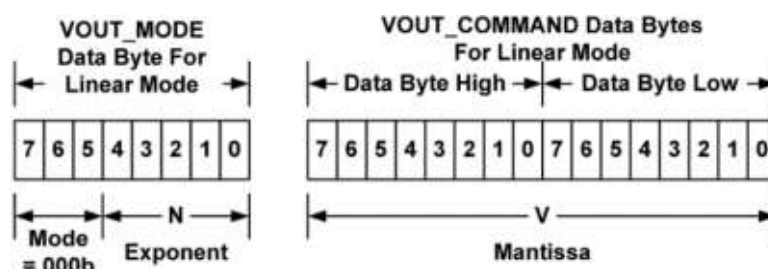 VOUT_MODE
Data Byte For
Linear Mode
VOUT_COMMAND Data Bytes
For Linear Mode
Data Byte High Data Byte Low
7 6 5 4 3 2 1 0
7 6 5 4 3 2 1 0 7 6 5 4 3 2 1 0
N
V
Mode
= 000b
Exponent
Mantissa